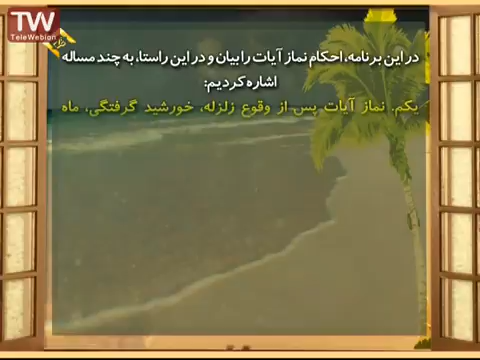 TW
TeleWebion
در این برنامه، احکام نماز آیات را بیان و در این راستا، به چند مساله
اشاره کردیم:
یکم. نماز آیات پس از وقوع زلزله، خورشید گرفتگی، ماه